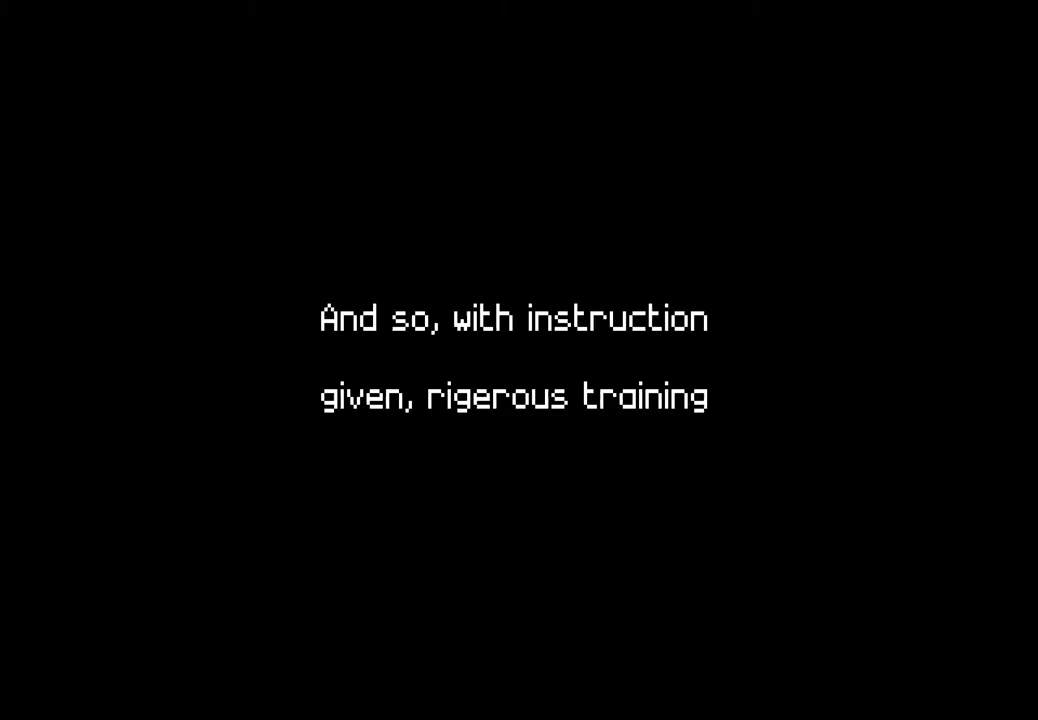 And so, with instruction
given, rigerous training